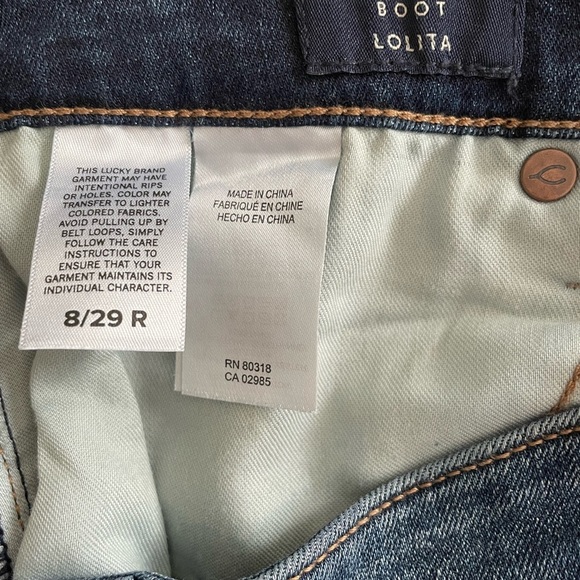 BOOT
LOLITA
THIS LUCKY BRAND
GARMENT MAY HAVE
INTENTIONAL RIPS
OR HOLES. COLOR MAY
TRANSFER TO LIGHTER
COLORED FABRICS.
AVOID PULLING UP BY
BELT LOOPS, SIMPLY
FOLLOW THE CARE
INSTRUCTIONS TO
ENSURE THAT YOUR
GARMENT MAINTAINS ITS
INDIVIDUAL CHARACTER.
8/29 R
MADE IN CHINA
FABRIQUÉ EN CHINE
HECHO EN CHINA
RN 80318
CA 02985